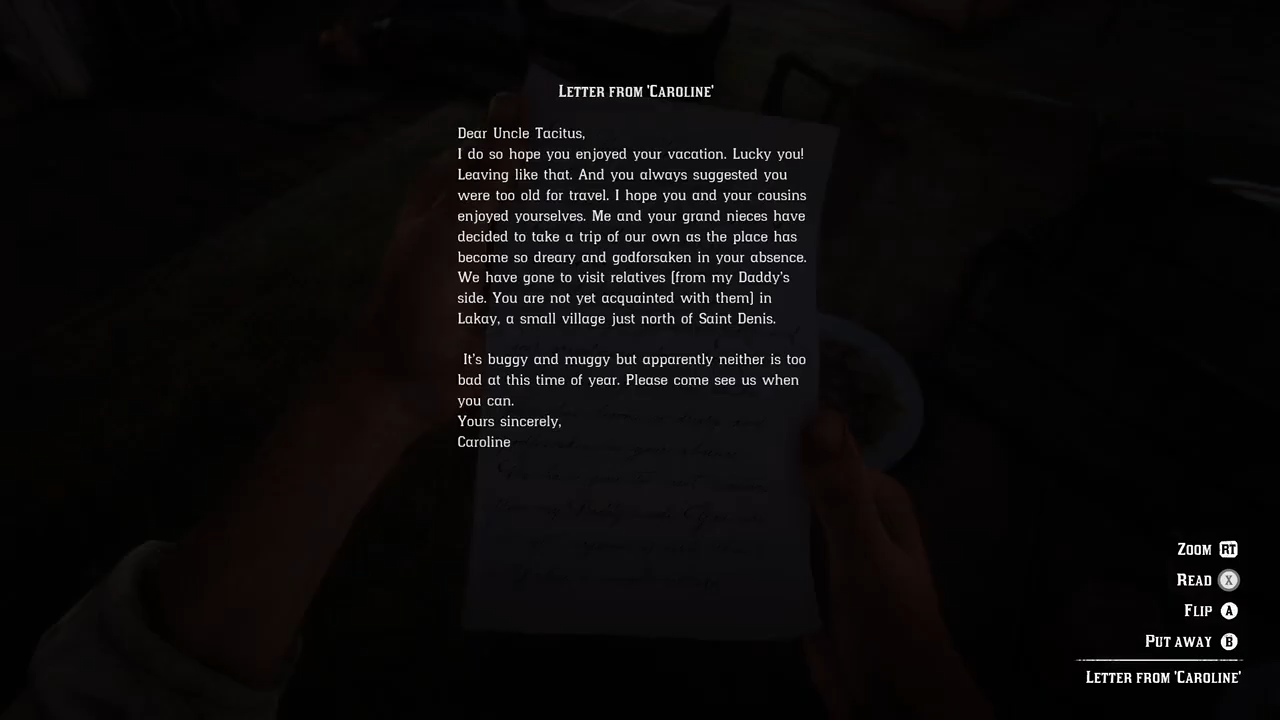 Letter from 'Caroline'
Dear Uncle Tacitus,
I do so hope you enjoyed your vacation. Lucky you!
Leaving like that. And you always suggested you
were too old for travel. I hope you and your cousins
enjoyed yourselves. Me and your grand nieces have
decided to take a trip of our own as the place has
become so dreary and godforsaken in your absence.
We have gone to visit relatives [from my Daddy's
side. You are not yet acquainted with them] in
Lakay, a small village just north of Saint Denis.
It's buggy and muggy but apparently neither is too
bad at this time of year. Please come see us when
you can.
Yours sincerely,
Caroline
Zoom RT
Read X
Flip A
Put away B
Letter from 'Caroline'